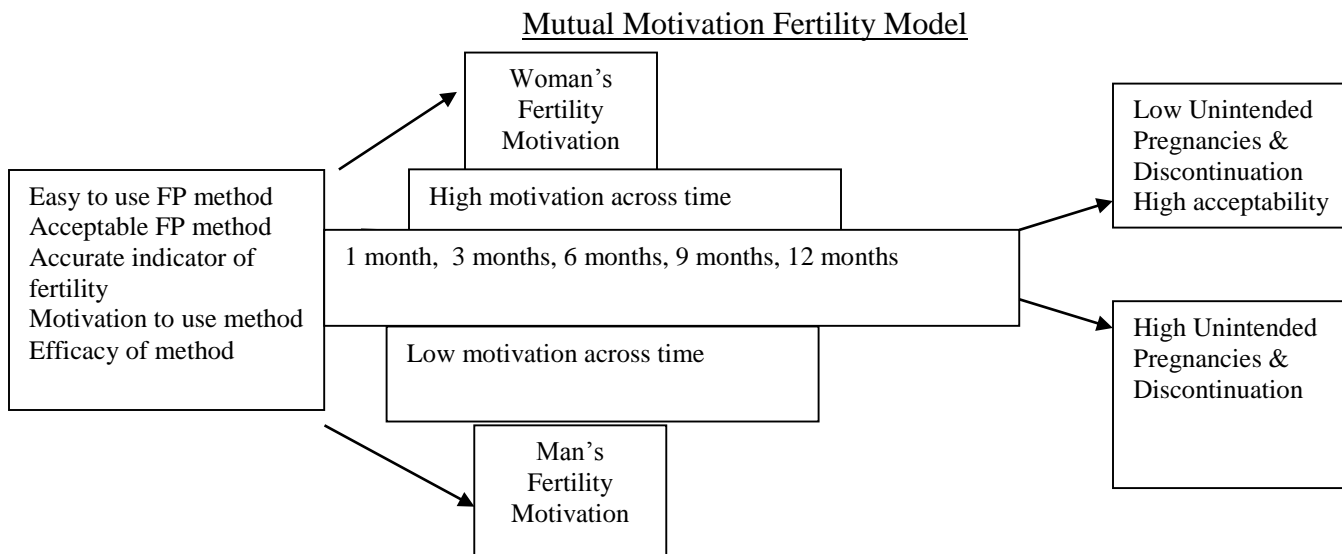 Mutual Motivation Fertility Model
Woman's
Fertility
Motivation
Low Unintended
Pregnancies &
Discontinuation
High acceptability
Easy to use FP method
Acceptable FP method
Accurate indicator of
fertility
Motivation to use method
Efficacy of method
High motivation across time
1 month,  3 months, 6 months, 9 months, 12 months
Low motivation across time
High Unintended
Pregnancies &
Discontinuation
Man's
Fertility
Motivation